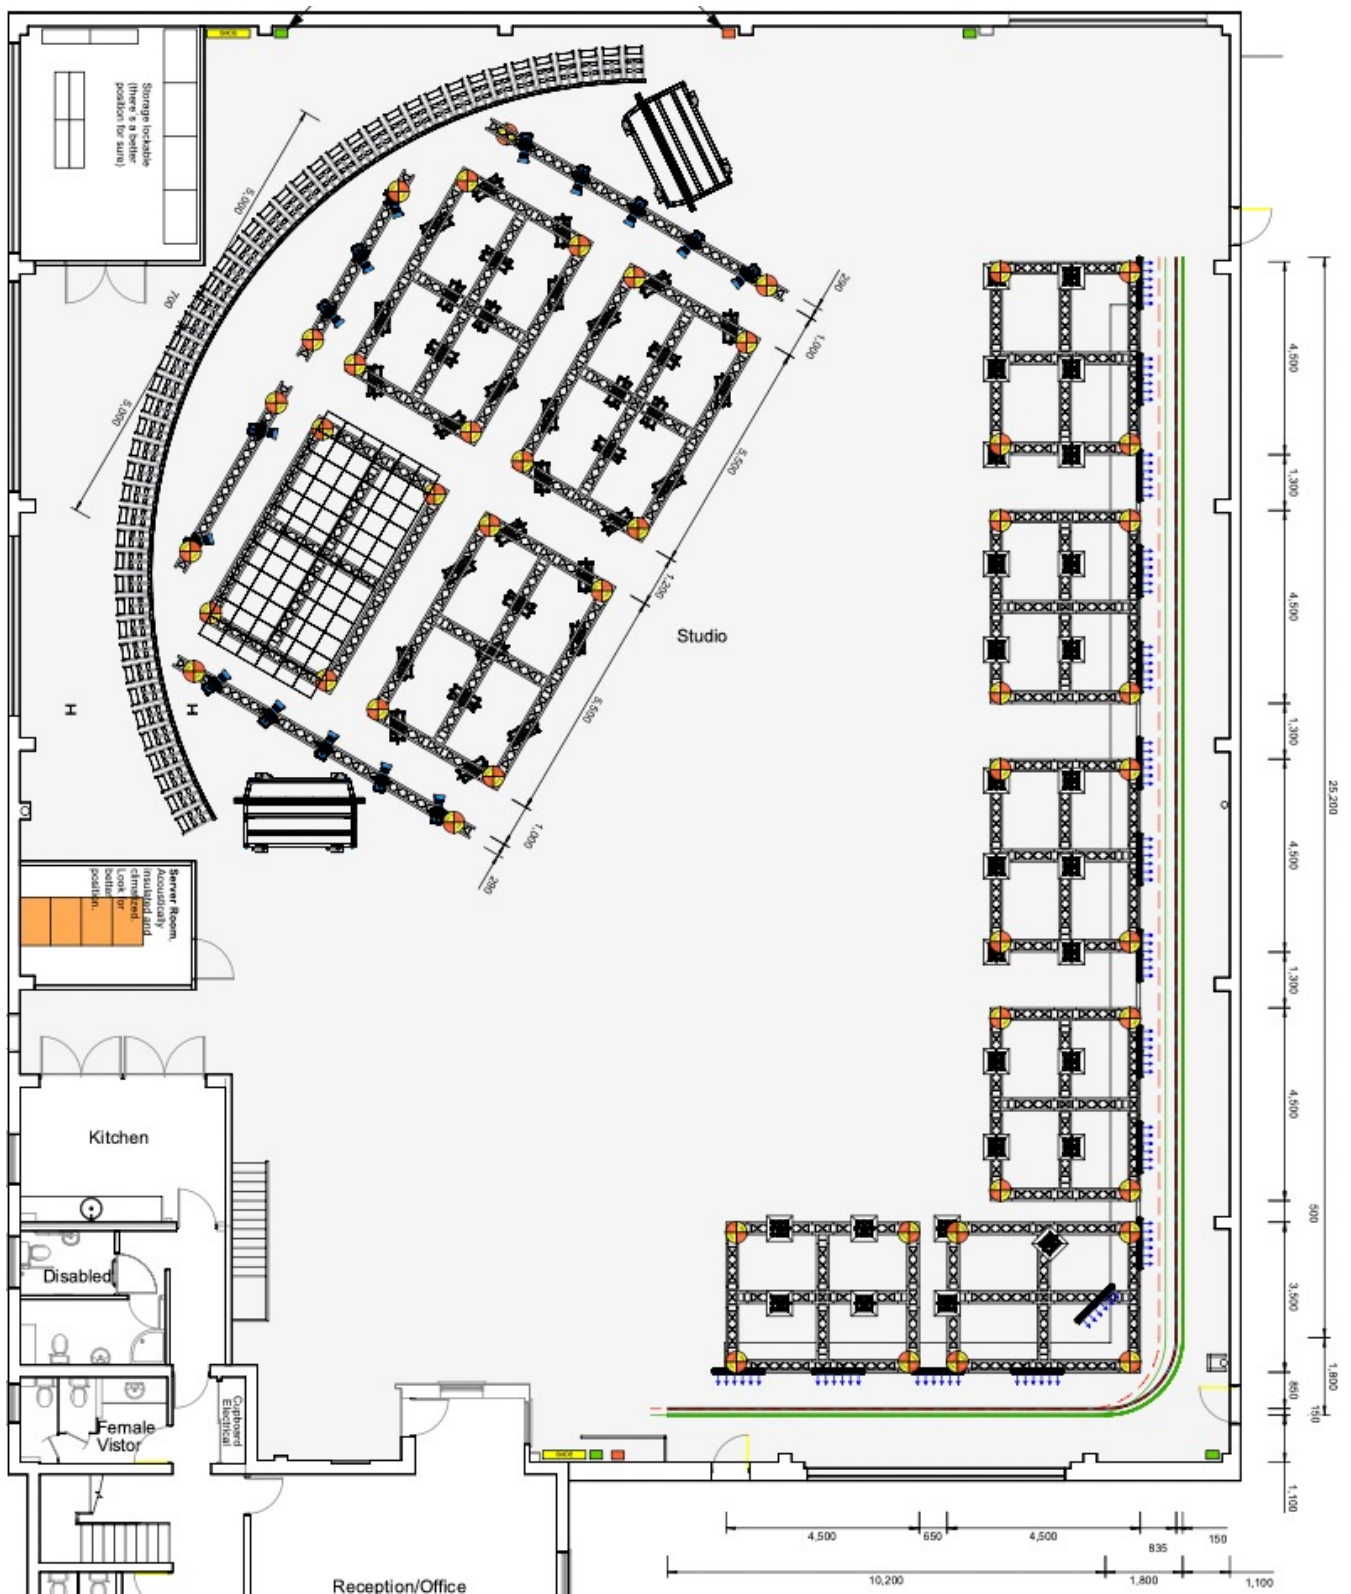 Storage lockable
(there`s a better
position for sure)
5,000
700
5,000
290
1,000
5,500
1,200
5,500
1,000
290
Studio
4,500
1,300
4,500
1,300
4,500
1,300
4,500
500
3,500
850
150
1,100
25,200
1,800
H
H
Server Room.
Acoustically
insulated and
climatized.
Look for
better
position.
Kitchen
Disabled
Female
Vistor
Cupboard
Electrical
Reception/Office
4,500
650
4,500
835
150
10,200
1,800
1,100